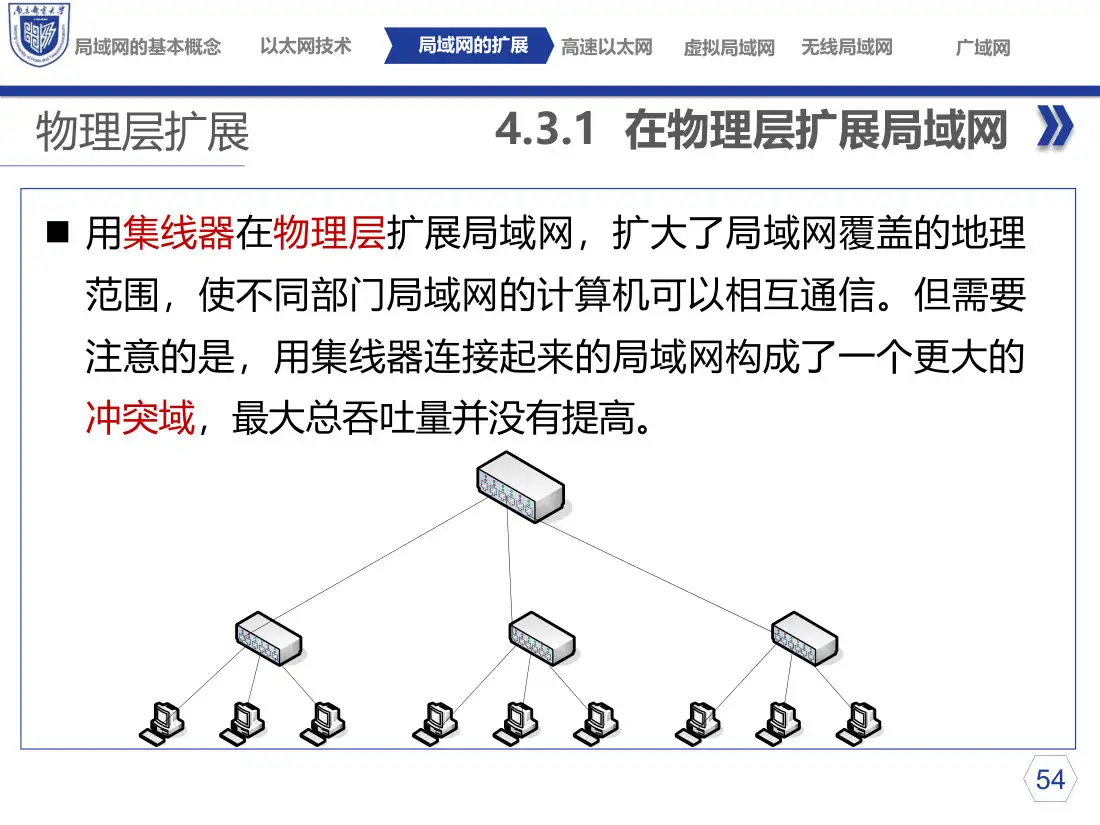 南京邮电大学
局域网的基本概念
以太网技术
局域网的扩展
高速以太网
虚拟局域网
无线局域网
广域网
物理层扩展
4.3.1 在物理层扩展局域网
用集线器在物理层扩展局域网，扩大了局域网覆盖的地理
范围，使不同部门局域网的计算机可以相互通信。但需要
注意的是，用集线器连接起来的局域网构成了一个更大的
冲突域，最大总吞吐量并没有提高。
54